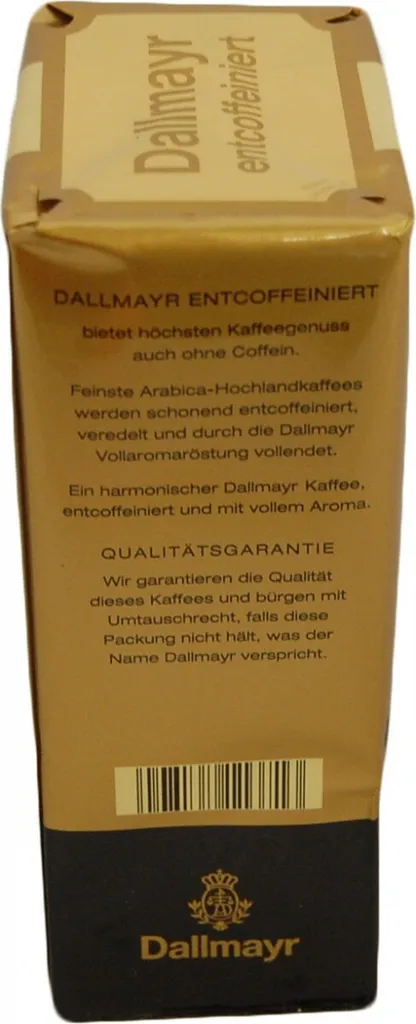 Dallmayr
entcoffeiniert
DALLMAYR ENTCOFFEINIERT
bietet höchsten Kaffeegenuss
auch ohne Coffein.
Feinste Arabica-Hochlandkaffees
werden schonend entcoffeiniert,
veredelt und durch die Dallmayr
Vollaromaröstung vollendet.
Ein harmonischer Dallmayr Kaffee,
entcoffeiniert und mit vollem Aroma.
QUALITÄTSGARANTIE
Wir garantieren die Qualität
dieses Kaffees und bürgen mit
Umtauschrecht, falls diese
Packung nicht hält, was der
Name Dallmayr verspricht.
Dallmayr